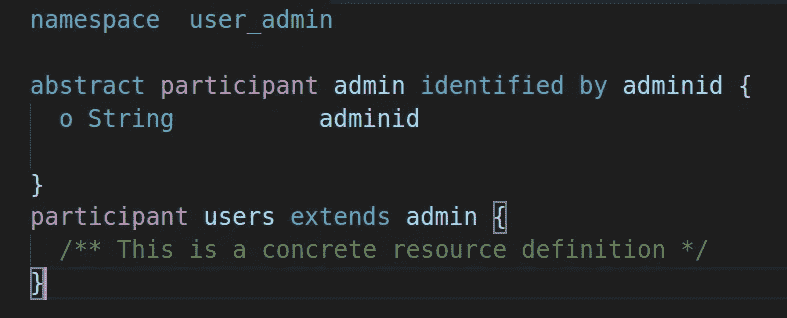 namespace  user_admin
abstract participant admin identified by adminid {
o String          adminid
}
participant users extends admin {
/** This is a concrete resource definition */
}